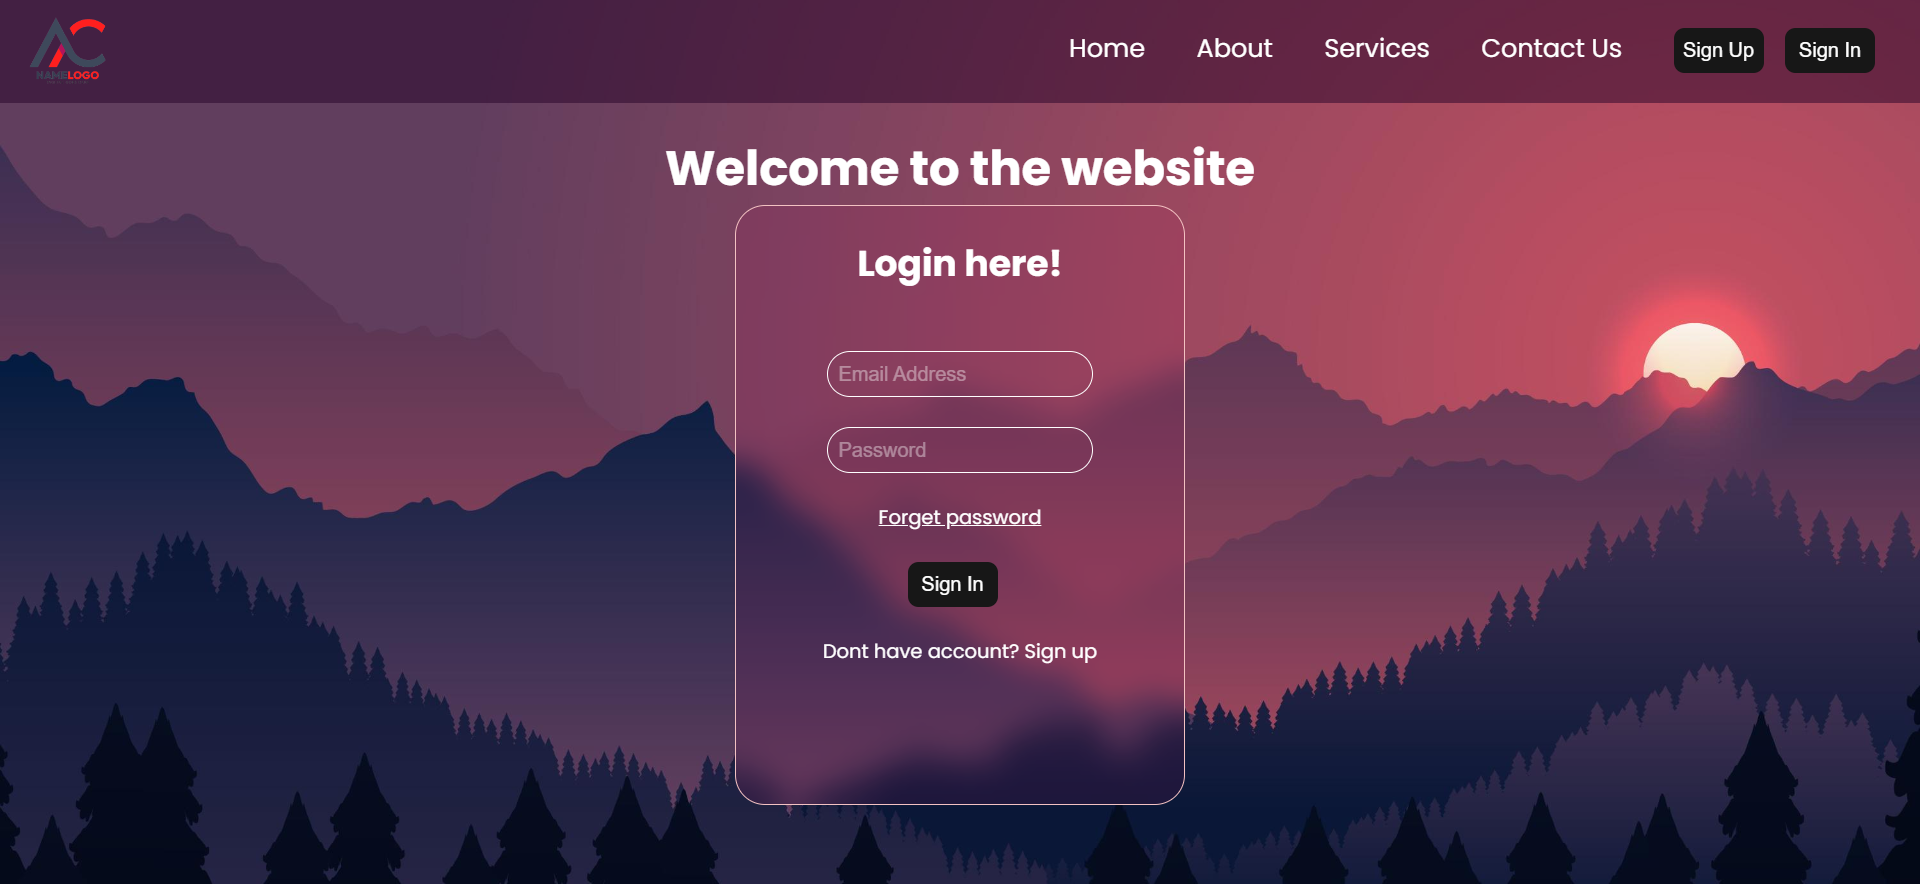 NAMELOGO
Home About Services Contact Us Sign Up Sign In
Welcome to the website
Login here!
Email Address
Password
Forget password
Sign In
Dont have account? Sign up